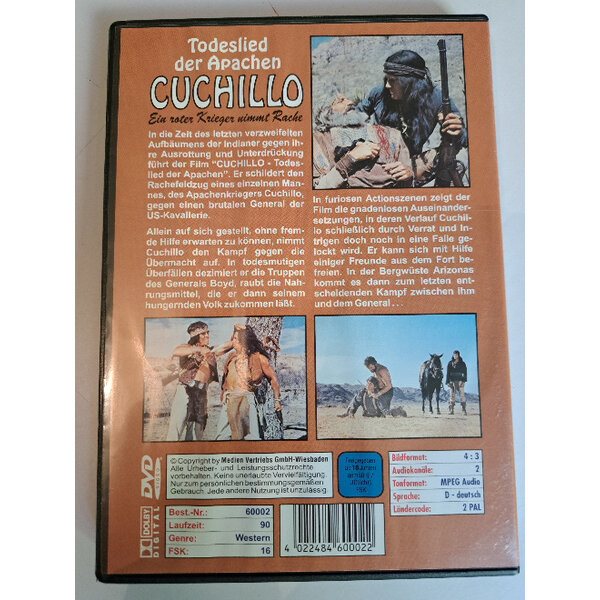 Todeslied
der Apachen
CUCHILLO
Ein roter Krieger nimmt Rache
In die Zeit des letzten verzweifelten
Aufbäumens der Indianer gegen ih-
re Ausrottung und Unterdrückung
führt der Film "CUCHILLO - Todes-
lied der Apachen". Er schildert den
Rachefeldzug eines einzelnen Man-
nes, des Apachenkriegers Cuchillo,
gegen einen brutalen General der
US-Kavallerie.
Allein auf sich gestellt, ohne frem-
de Hilfe erwarten zu können, nimmt
Cuchillo den Kampf gegen die
Übermacht auf. In todesmutigen
Überfällen dezimiert er die Truppen
des Generals Boyd, raubt die Nah-
rungsmittel, die er dann seinem
hungernden Volk zukommen läßt.
In furiosen Actionszenen zeigt der
Film die gnadenlosen Auseinander-
setzungen, in deren Verlauf Cuchil-
lo schließlich durch Verrat und In-
trigen doch noch in eine Falle ge-
lockt wird. Er kann sich mit Hilfe
einiger Freunde aus dem Fort be-
freien. In der Bergwüste Arizonas
kommt es dann zum letzten ent-
scheidenden Kampf zwischen ihm
und dem General . . .
DVD
VIDEO
DOLBY
DIGITAL
© Copyright by Medien Vertriebs GmbH-Wiesbaden
Alle Urheber- und Leistungsschutzrechte
vorbehalten. Keine unerlaubte Vervielfältigung.
Nur zum persönlichen bestimmungsgemäßen
Gebrauch. Jede andere Nutzung ist unzulässig.
Best.-Nr.: 60002
Laufzeit: 90
Genre: Western
FSK: 16
Freigegeben
FSK
4 022484 600022
Bildformat: 4 : 3
Audiokanäle: 2
Tonformat: MPEG Audio
Sprache: D - deutsch
Ländercode: 2 PAL